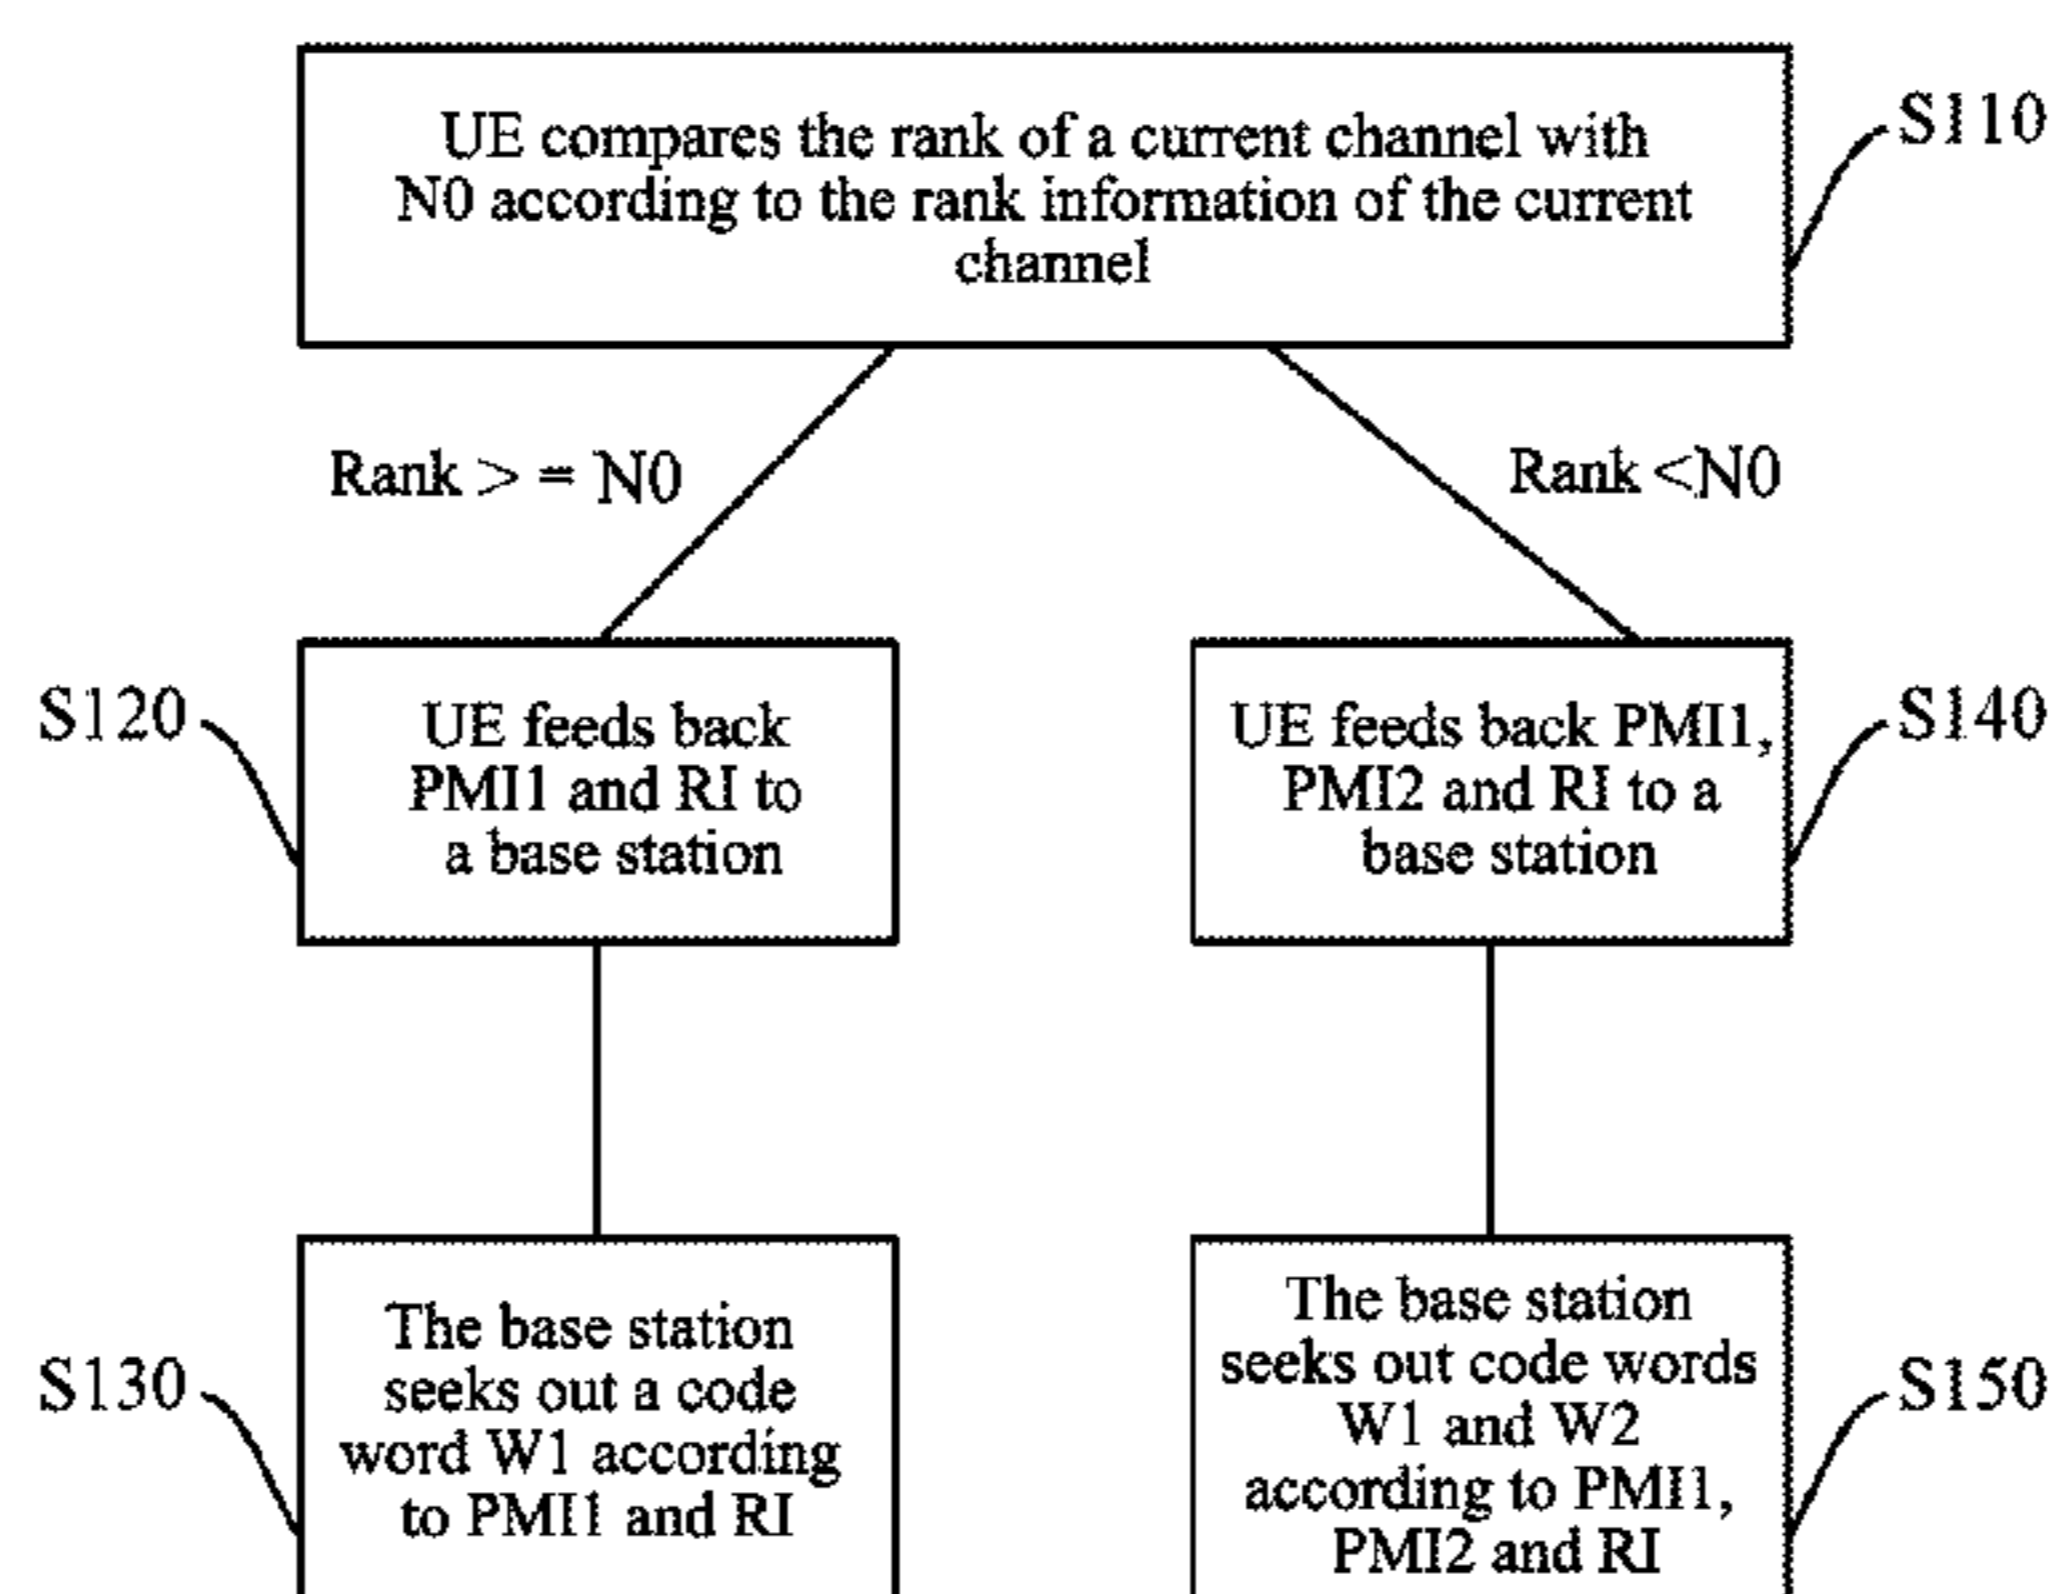 UE compares the rank of a current channel with
N0 according to the rank information of the current
channel
S110
Rank > = N0
Rank <N0
S120
UE feeds back
PMI1 and RI to
a base station
UE feeds back PMI1,
PMI2 and RI to a
base station
S140
S130
The base station
seeks out a code
word W1 according
to PMI1 and RI
The base station
seeks out code words
W1 and W2
according to PMI1,
PMI2 and RI
S150